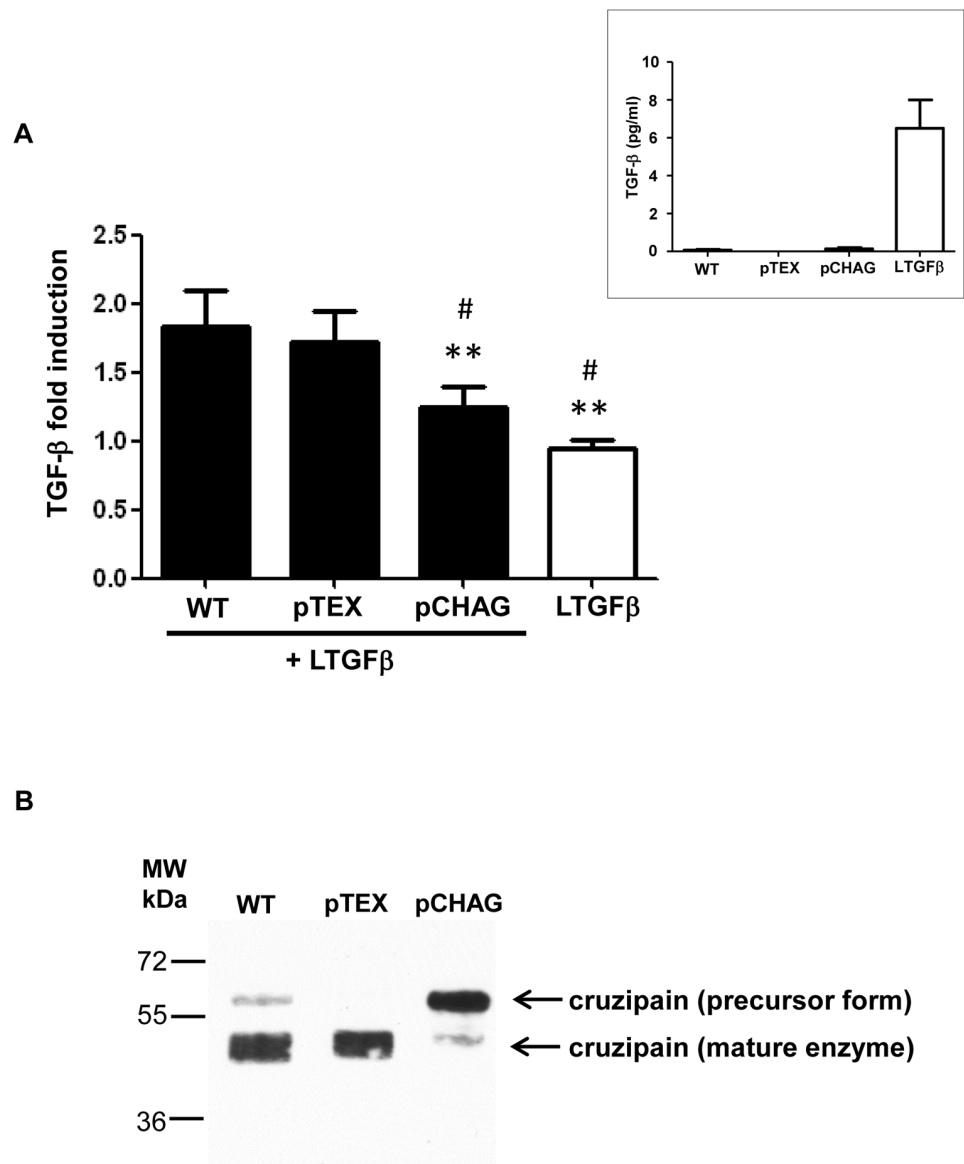 A
TGF-β (pg/ml)
10
8
6
4
2
0
WT pTEX pCHAG LTGFβ
TGF-β fold induction
2.5
2.0
1.5
1.0
0.5
0.0
#
**
#
**
WT pTEX pCHAG LTGFβ
+ LTGFβ
B
MW
kDa
WT pTEX pCHAG
72
55
36
cruzipain (precursor form)
cruzipain (mature enzyme)